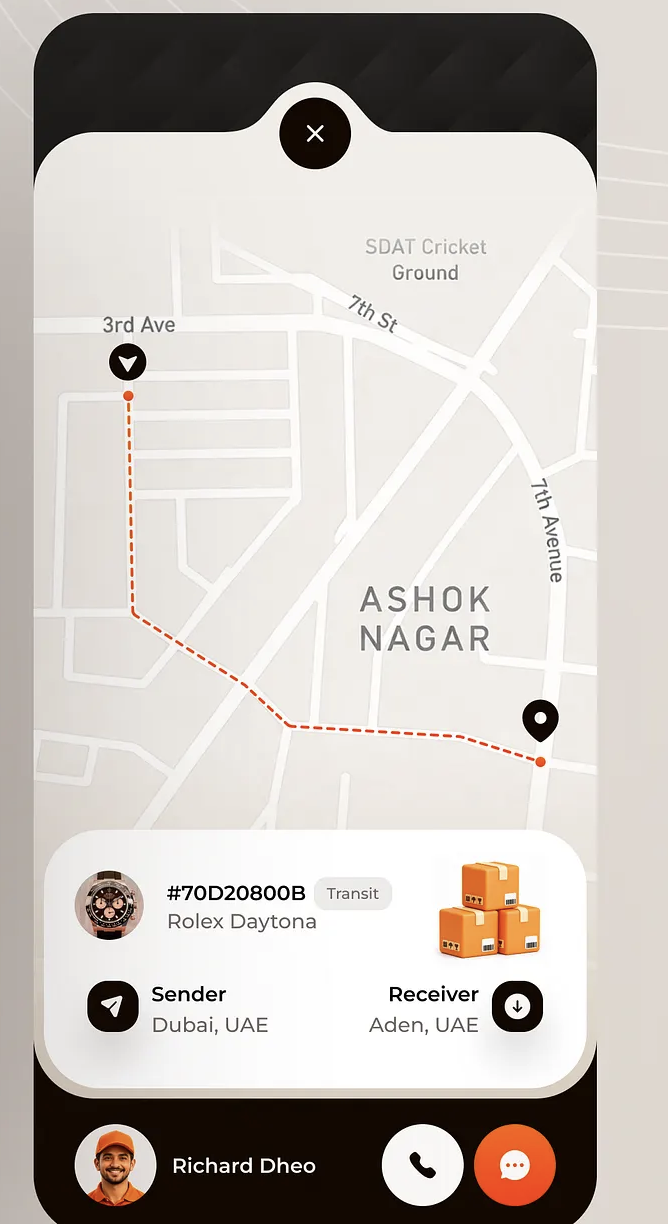 SDAT Cricket
Ground
7th St
3rd Ave
7th Avenue
ASHOK
NAGAR
#70D20800B Transit
Rolex Daytona
Sender
Dubai, UAE
Receiver
Aden, UAE
Richard Dheo